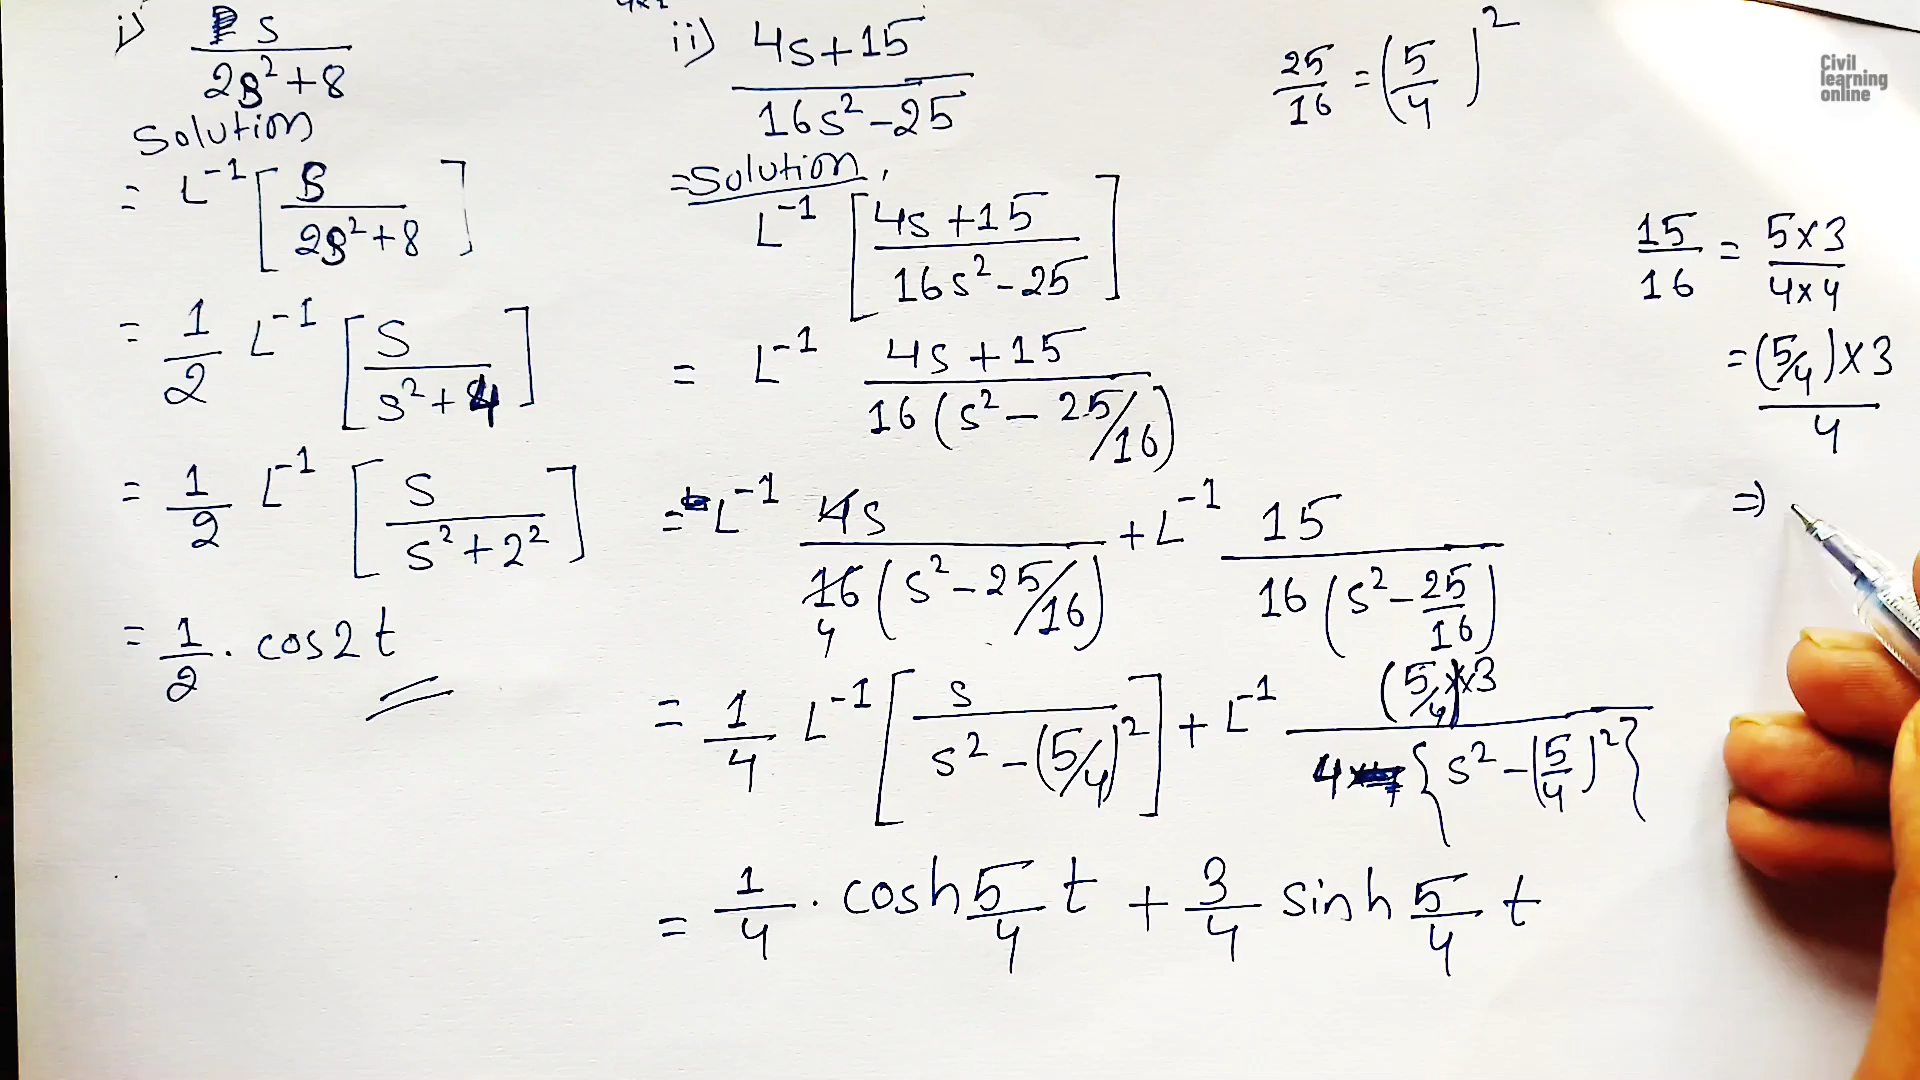 i) s
2s²+8
Solution
= L⁻¹[s/(2s²+8)]
= 1/2 L⁻¹[s/(s²+4)]
= 1/2 L⁻¹[s/(s²+2²)]
= 1/2 . cos2t
ii) 4s+15
16s²-25
=Solution,
L⁻¹[(4s+15)/(16s²-25)]
= L⁻¹ (4s+15)/(16(s²-25/16))
= L⁻¹ 4s/(16(s²-25/16)) + L⁻¹ 15/(16(s²-25/16))
4
= 1/4 L⁻¹[s/(s²-(5/4)²)] + L⁻¹ (5/4)×3/(4{s²-(5/4)²})
= 1/4 . cosh 5/4 t + 3/4 sinh 5/4 t
25/16 = (5/4)²
15/16 = (5×3)/(4×4)
= (5/4)×3/4
⇒
Civil
learning
online